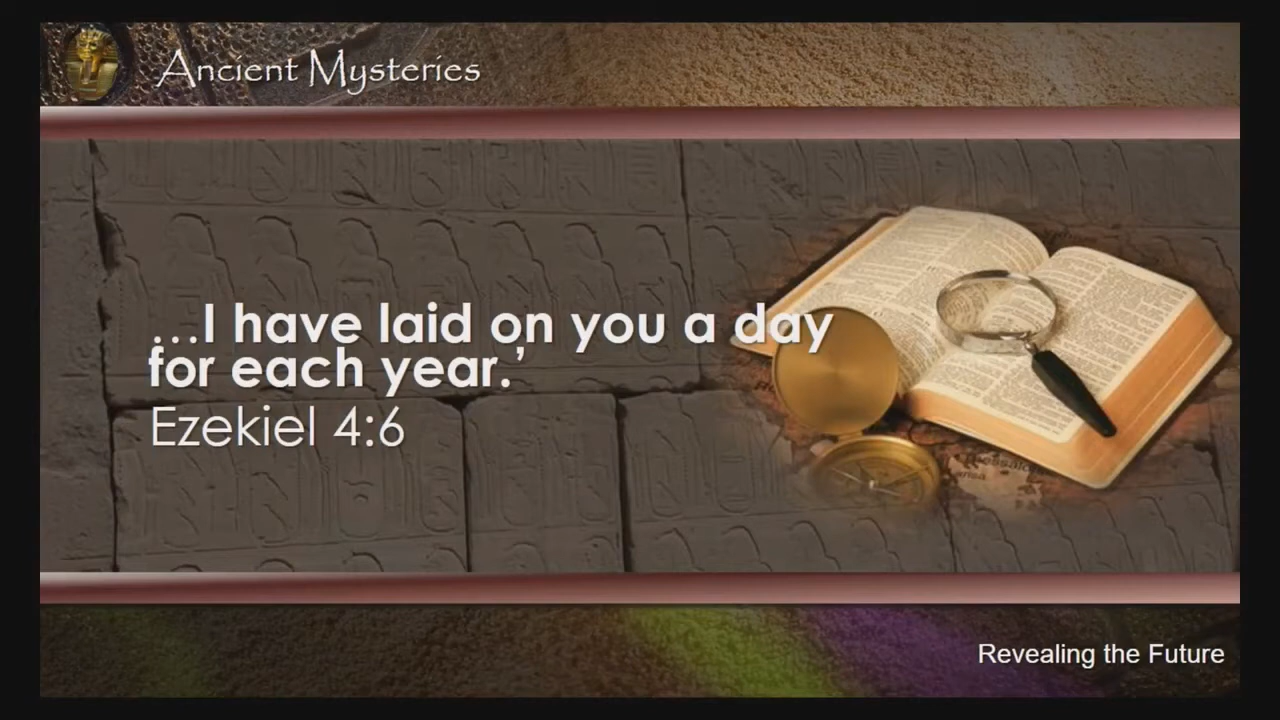 Ancient Mysteries
...I have laid on you a day
for each year.’
Ezekiel 4:6
Revealing the Future